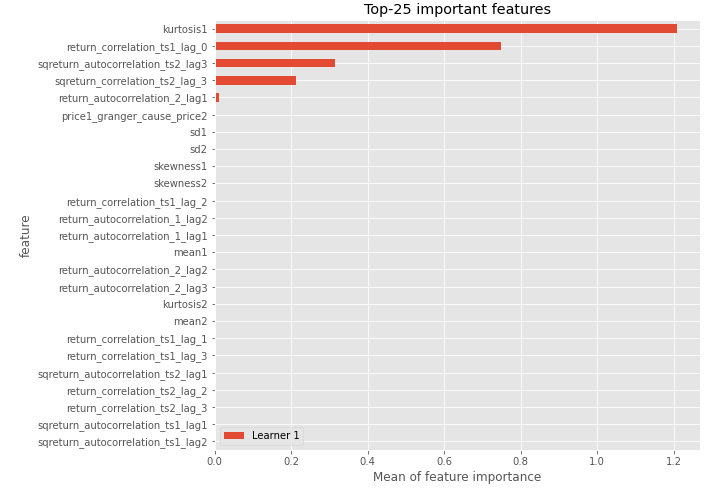 Top-25 important features
kurtosis1
return_correlation_ts1_lag_0
sqreturn_autocorrelation_ts2_lag3
sqreturn_correlation_ts2_lag_3
return_autocorrelation_2_lag1
price1_granger_cause_price2
sd1
sd2
skewness1
skewness2
return_correlation_ts1_lag_2
return_autocorrelation_1_lag2
return_autocorrelation_1_lag1
mean1
return_autocorrelation_2_lag2
return_autocorrelation_2_lag3
kurtosis2
mean2
return_correlation_ts1_lag_1
return_correlation_ts1_lag_3
sqreturn_autocorrelation_ts2_lag1
return_correlation_ts2_lag_2
return_correlation_ts2_lag_3
sqreturn_autocorrelation_ts1_lag1
sqreturn_autocorrelation_ts1_lag2
feature
Learner 1
0.0 0.2 0.4 0.6 0.8 1.0 1.2
Mean of feature importance